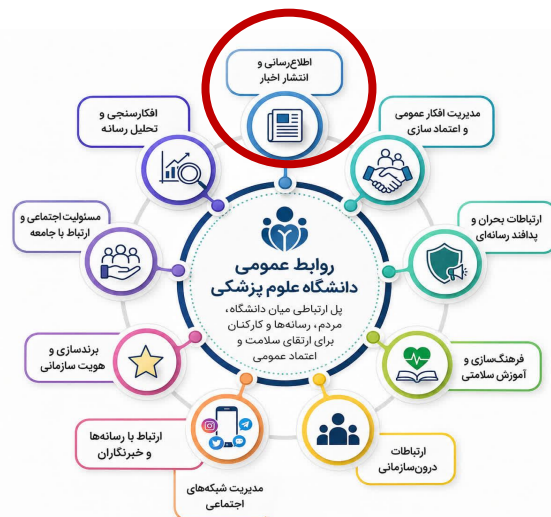 اطلاع‌رسانی و
انتشار اخبار
مدیریت افکار عمومی
و اعتماد سازی
ارتباطات بحران و
پدافند رسانه‌ای
فرهنگ‌سازی و
آموزش سلامتی
ارتباطات
درون‌سازمانی
مدیریت شبکه‌های
اجتماعی
ارتباط با رسانه‌ها
و خبرنگاران
برندسازی و
هویت سازمانی
مسئولیت اجتماعی و
ارتباط با جامعه
افکارسنجی و
تحلیل رسانه
روابط عمومی
دانشگاه علوم پزشکی
پل ارتباطی میان دانشگاه،
مردم، رسانه‌ها و کارکنان
برای ارتقای سلامت و
اعتماد عمومی